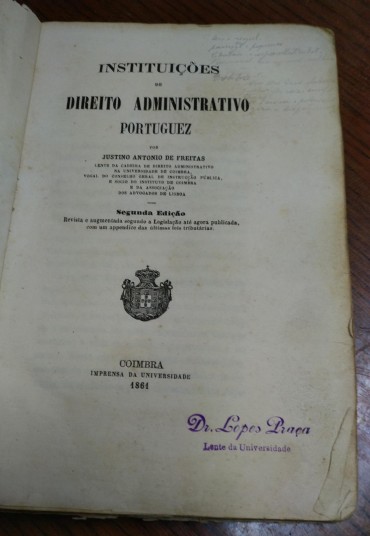 INSTITUIÇÕES
DE
DIREITO ADMINISTRATIVO
PORTUGUEZ
POR
JUSTINO ANTONIO DE FREITAS
LENTE DA CADEIRA DE DIREITO ADMINISTRATIVO
NA UNIVERSIDADE DE COIMBRA,
VOGAL DO CONSELHO GERAL DE INSTRUCÇÃO PÚBLICA,
E SOCIO DO INSTITUTO DE COIMBRA
E DA ASSOCIAÇÃO
DOS ADVOGADOS DE LISBOA
Segunda Edição
Revista e augmentada segundo a Legislação até agora publicada,
com um appendice das últimas leis tributárias.
COIMBRA
IMPRENSA DA UNIVERSIDADE
1861
Dr. Lopes Praça
Lente da Universidade